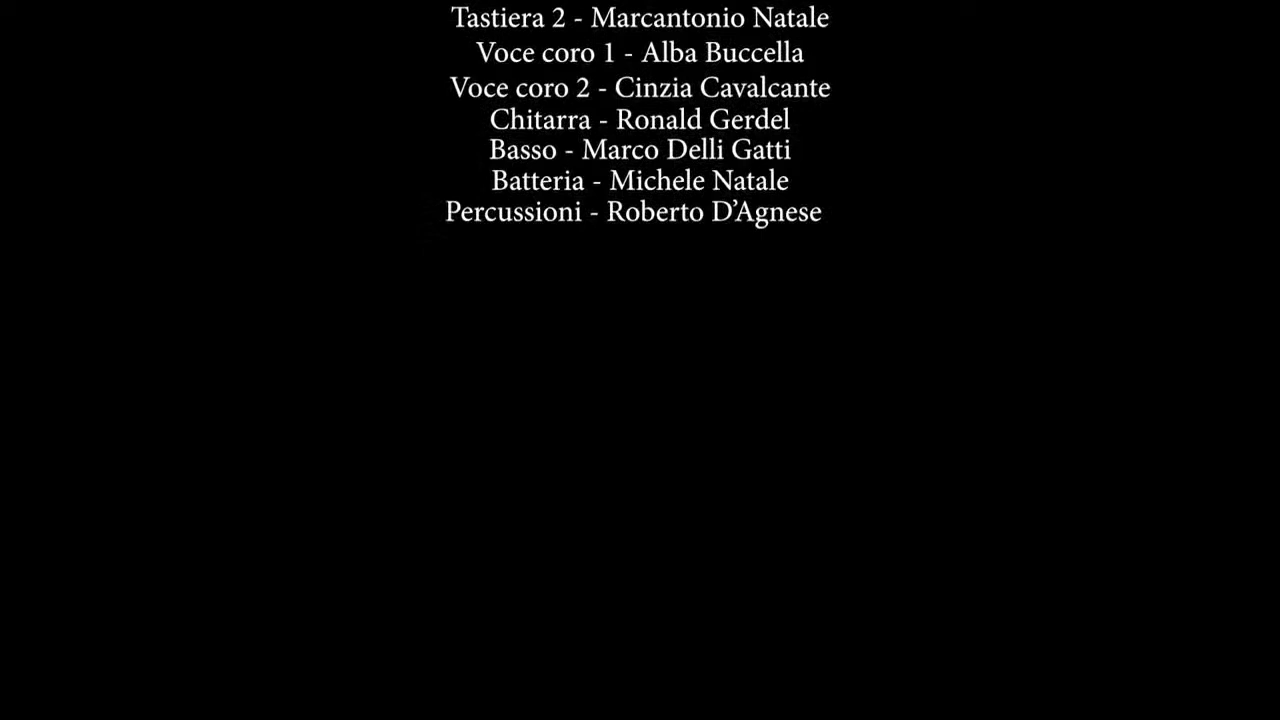 Tastiera 2 - Marcantonio Natale
Voce coro 1 - Alba Buccella
Voce coro 2 - Cinzia Cavalcante
Chitarra - Ronald Gerdel
Basso - Marco Delli Gatti
Batteria - Michele Natale
Percussioni - Roberto D’Agnese